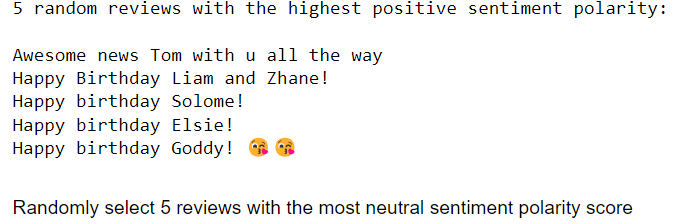 5 random reviews with the highest positive sentiment polarity:
Awesome news Tom with u all the way
Happy Birthday Liam and Zhane!
Happy birthday Solome!
Happy birthday Elsie!
Happy birthday Goddy! 😘 😘
Randomly select 5 reviews with the most neutral sentiment polarity score